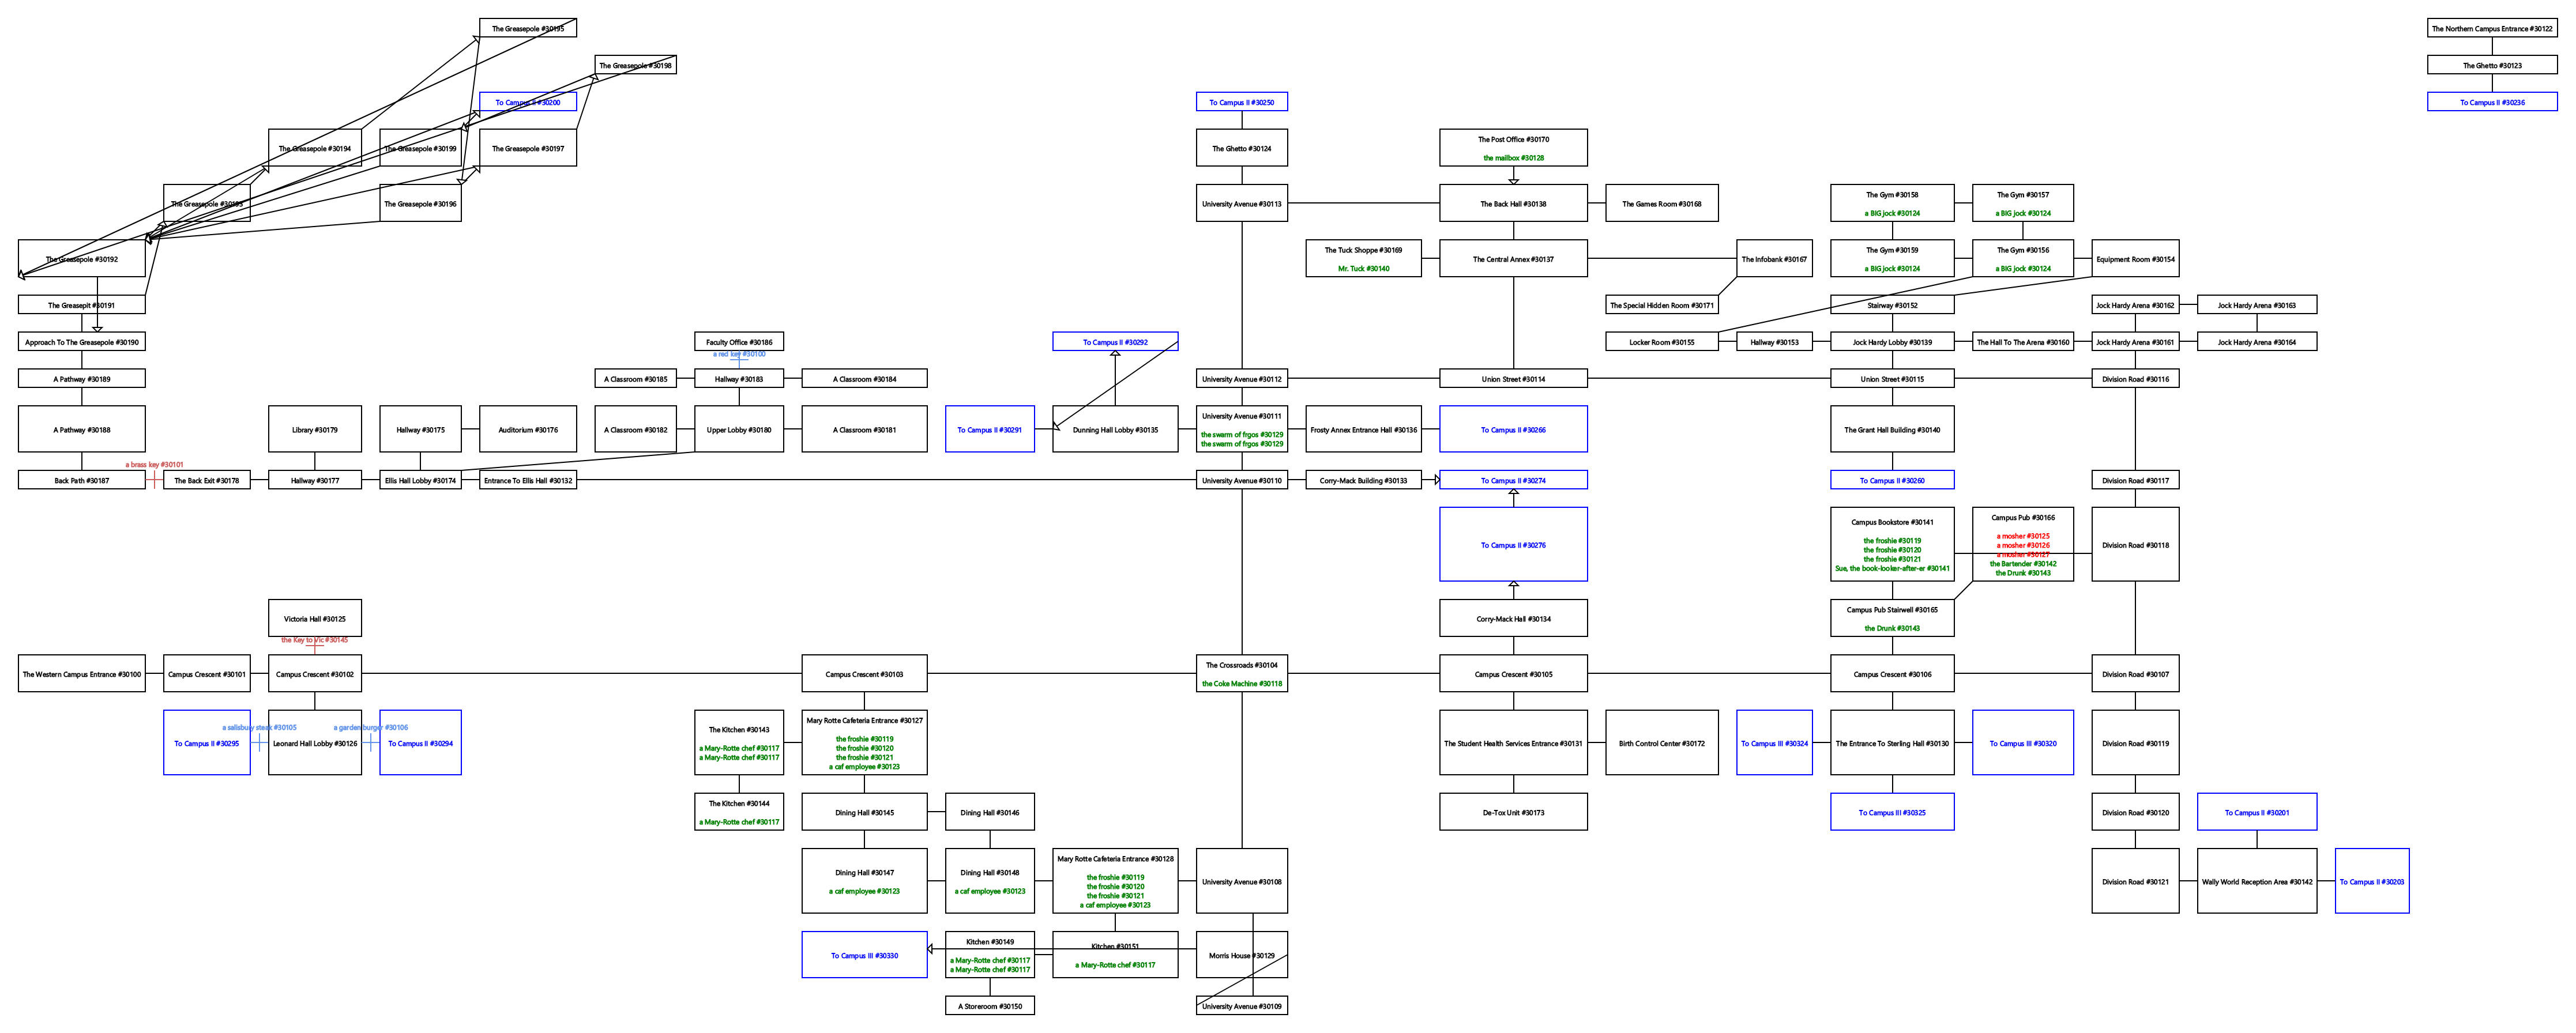 The Greasepole #30195
The Northern Campus Entrance #30122
The Greasepole #30198
The Ghetto #30123
To Campus II #30200
To Campus II #30250
To Campus II #30236
The Greasepole #30194
The Greasepole #30199
The Greasepole #30197
The Ghetto #30124
The Post Office #30170
the mailbox #30128
The Greasepole #30193
The Greasepole #30196
University Avenue #30113
The Back Hall #30138
The Games Room #30168
The Gym #30158
a BIG jock #30124
The Gym #30157
a BIG jock #30124
The Greasepole #30192
The Tuck Shoppe #30169
Mr. Tuck #30140
The Central Annex #30137
The Infobank #30167
The Gym #30159
a BIG jock #30124
The Gym #30156
a BIG jock #30124
Equipment Room #30154
The Greasepit #30191
The Special Hidden Room #30171
Stairway #30152
Jock Hardy Arena #30162
Jock Hardy Arena #30163
Approach To The Greasepole #30190
Faculty Office #30186
a red key #30100
To Campus II #30292
Locker Room #30155
Hallway #30153
Jock Hardy Lobby #30139
The Hall To The Arena #30160
Jock Hardy Arena #30161
Jock Hardy Arena #30164
A Pathway #30189
A Classroom #30185
Hallway #30183
A Classroom #30184
University Avenue #30112
Union Street #30114
Union Street #30115
Division Road #30116
A Pathway #30188
Library #30179
Hallway #30175
Auditorium #30176
A Classroom #30182
Upper Lobby #30180
A Classroom #30181
To Campus II #30291
Dunning Hall Lobby #30135
University Avenue #30111
the swarm of frgos #30129
the swarm of frgos #30129
Frosty Annex Entrance Hall #30136
To Campus II #30266
The Grant Hall Building #30140
a brass key #30101
Back Path #30187
The Back Exit #30178
Hallway #30177
Ellis Hall Lobby #30174
Entrance To Ellis Hall #30132
University Avenue #30110
Corry-Mack Building #30133
To Campus II #30274
To Campus II #30260
Division Road #30117
To Campus II #30276
Campus Bookstore #30141
the froshie #30119
the froshie #30120
the froshie #30121
Sue, the book-looker-after-er #30141
Campus Pub #30166
a mosher #30125
a mosher #30126
a mosher #30127
the Bartender #30142
the Drunk #30143
Division Road #30118
Victoria Hall #30125
the Key to Vic #30145
Corry-Mack Hall #30134
Campus Pub Stairwell #30165
the Drunk #30143
The Western Campus Entrance #30100
Campus Crescent #30101
Campus Crescent #30102
Campus Crescent #30103
The Crossroads #30104
the Coke Machine #30118
Campus Crescent #30105
Campus Crescent #30106
Division Road #30107
a salisbury steak #30105
a garden burger #30106
To Campus II #30295
Leonard Hall Lobby #30126
To Campus II #30294
The Kitchen #30143
a Mary-Rotte chef #30117
a Mary-Rotte chef #30117
Mary Rotte Cafeteria Entrance #30127
the froshie #30119
the froshie #30120
the froshie #30121
a caf employee #30123
The Student Health Services Entrance #30131
Birth Control Center #30172
To Campus III #30324
The Entrance To Sterling Hall #30130
To Campus III #30320
Division Road #30119
The Kitchen #30144
a Mary-Rotte chef #30117
Dining Hall #30145
Dining Hall #30146
De-Tox Unit #30173
To Campus III #30325
Division Road #30120
To Campus II #30201
Dining Hall #30147
a caf employee #30123
Dining Hall #30148
a caf employee #30123
Mary Rotte Cafeteria Entrance #30128
the froshie #30119
the froshie #30120
the froshie #30121
a caf employee #30123
University Avenue #30108
Division Road #30121
Wally World Reception Area #30142
To Campus II #30203
To Campus III #30330
Kitchen #30149
a Mary-Rotte chef #30117
a Mary-Rotte chef #30117
Kitchen #30151
a Mary-Rotte chef #30117
Morris House #30129
A Storeroom #30150
University Avenue #30109